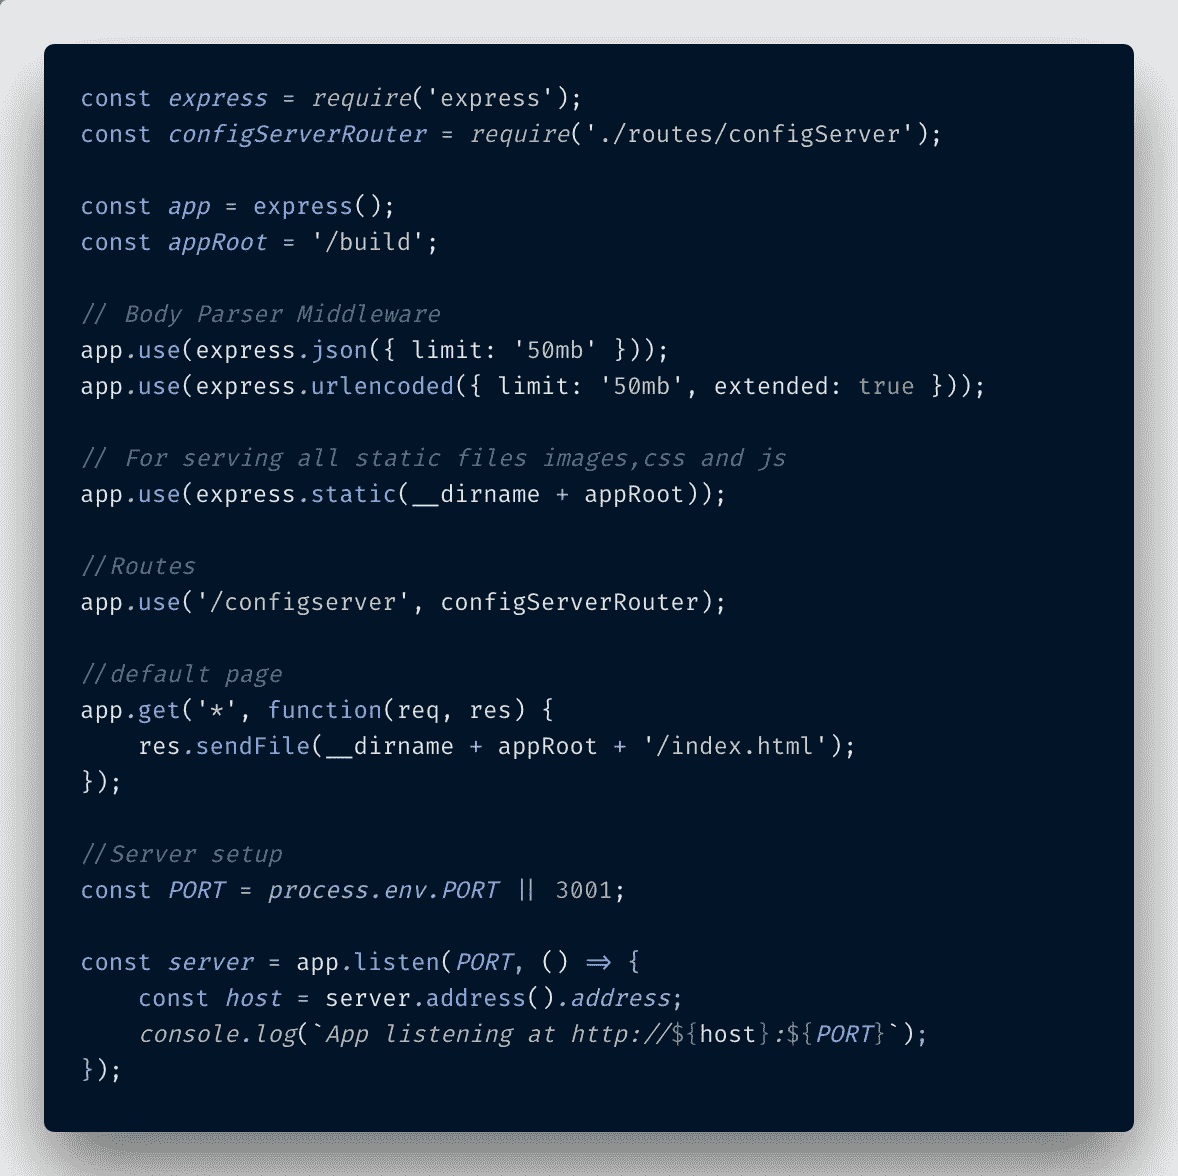 const express = require('express');
const configServerRouter = require('./routes/configServer');
const app = express();
const appRoot = '/build';
// Body Parser Middleware
app.use(express.json({ limit: '50mb' }));
app.use(express.urlencoded({ limit: '50mb', extended: true }));
// For serving all static files images,css and js
app.use(express.static(__dirname + appRoot));
//Routes
app.use('/configserver', configServerRouter);
//default page
app.get('*', function(req, res) {
    res.sendFile(__dirname + appRoot + '/index.html');
});
//Server setup
const PORT = process.env.PORT || 3001;
const server = app.listen(PORT, () => {
    const host = server.address().address;
    console.log(`App listening at http://${host}:${PORT}`);
});